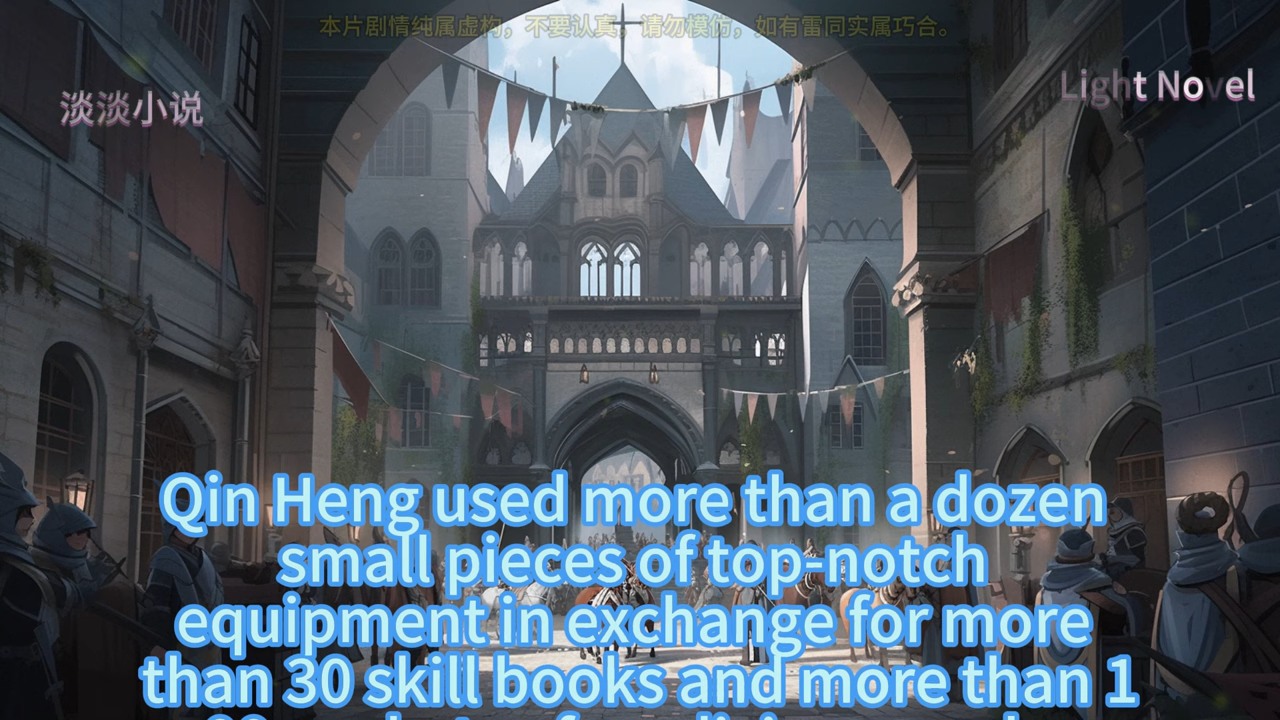 本片剧情纯属虚构，不要认真，请勿模仿，如有雷同实属巧合。
淡淡小说
Light Novel
Qin Heng used more than a dozen
small pieces of top-notch
equipment in exchange for more
than 30 skill books and more than 1